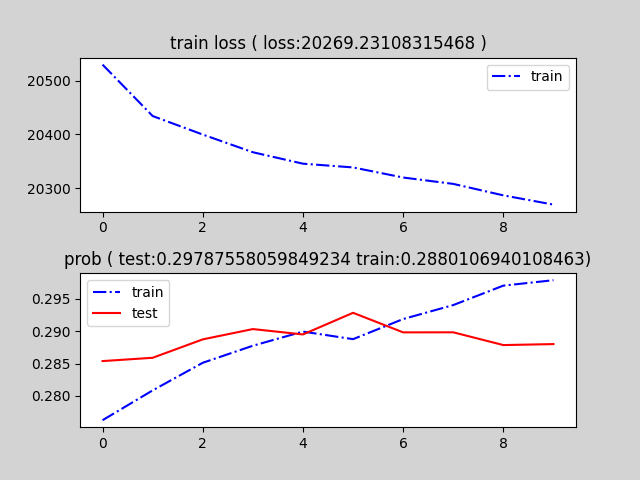 train loss ( loss:20269.23108315468 )
20500
20400
20300
train
0 2 4 6 8
prob ( test:0.29787558059849234 train:0.2880106940108463)
0.295
0.290
0.285
0.280
train
test
0 2 4 6 8